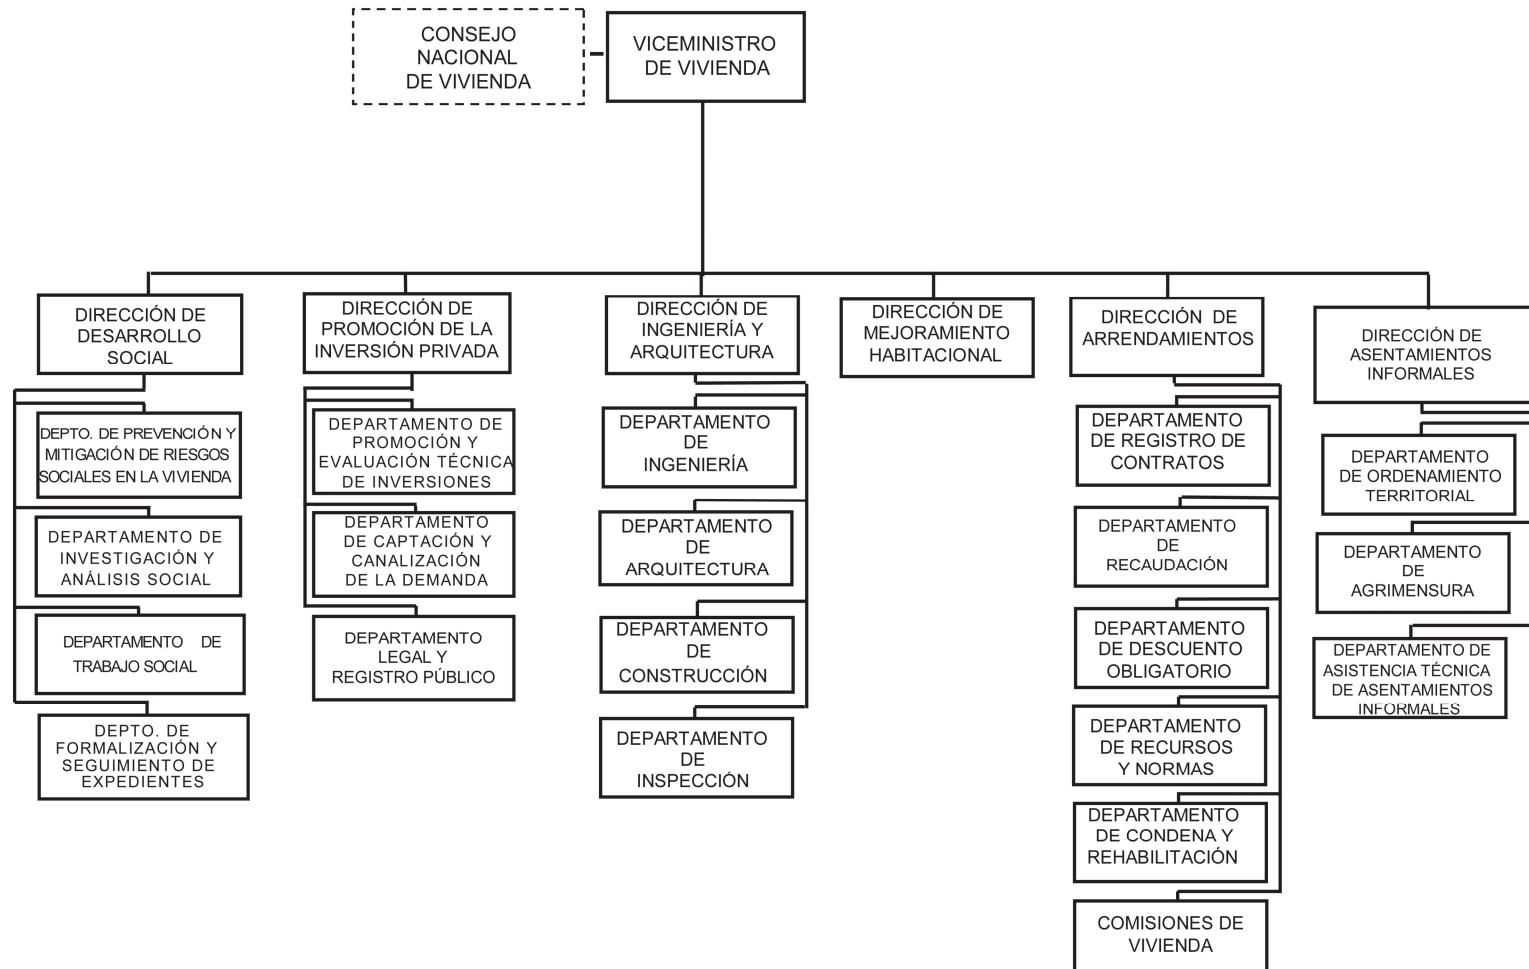 CONSEJO
NACIONAL
DE VIVIENDA
VICEMINISTRO
DE VIVIENDA
DIRECCIÓN DE
DESARROLLO
SOCIAL
DEPTO. DE PREVENCIÓN Y
MITIGACIÓN DE RIESGOS
SOCIALES EN LA VIVIENDA
DEPARTAMENTO DE
INVESTIGACIÓN Y
ANÁLISIS SOCIAL
DEPARTAMENTO DE
TRABAJO SOCIAL
DEPTO. DE
FORMALIZACIÓN Y
SEGUIMIENTO DE
EXPEDIENTES
DIRECCIÓN DE
PROMOCIÓN DE LA
INVERSIÓN PRIVADA
DEPARTAMENTO DE
PROMOCIÓN Y
EVALUACIÓN TÉCNICA
DE INVERSIONES
DEPARTAMENTO
DE CAPTACIÓN Y
CANALIZACIÓN
DE LA DEMANDA
DEPARTAMENTO
LEGAL Y
REGISTRO PÚBLICO
DIRECCIÓN DE
INGENIERÍA Y
ARQUITECTURA
DEPARTAMENTO
DE
INGENIERÍA
DEPARTAMENTO
DE
ARQUITECTURA
DEPARTAMENTO
DE
CONSTRUCCIÓN
DEPARTAMENTO
DE
INSPECCIÓN
DIRECCIÓN DE
MEJORAMIENTO
HABITACIONAL
DIRECCIÓN DE
ARRENDAMIENTOS
DEPARTAMENTO
DE REGISTRO DE
CONTRATOS
DEPARTAMENTO
DE
RECAUDACIÓN
DEPARTAMENTO
DE DESCUENTO
OBLIGATORIO
DEPARTAMENTO
DE RECURSOS
Y NORMAS
DEPARTAMENTO
DE CONDENA Y
REHABILITACIÓN
COMISIONES DE
VIVIENDA
DIRECCIÓN DE
ASENTAMIENTOS
INFORMALES
DEPARTAMENTO
DE ORDENAMIENTO
TERRITORIAL
DEPARTAMENTO
DE
AGRIMENSURA
DEPARTAMENTO DE
ASISTENCIA TÉCNICA
DE ASENTAMIENTOS
INFORMALES